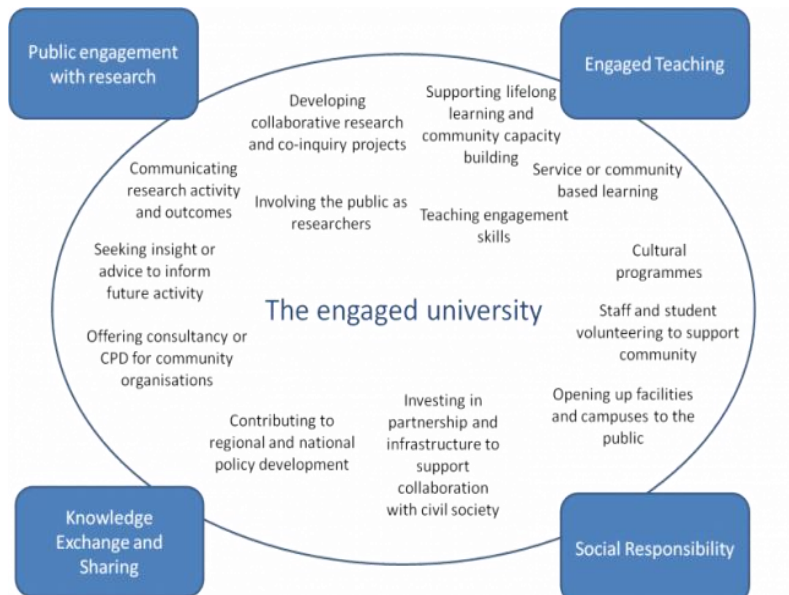 Public engagement
with research
Engaged Teaching
Developing
collaborative research
and co-inquiry projects
Supporting lifelong
learning and
community capacity
building
Communicating
research activity
and outcomes
Involving the public as
researchers
Teaching engagement
skills
Service or community
based learning
Seeking insight or
advice to inform
future activity
Cultural
programmes
The engaged university
Offering consultancy or
CPD for community
organisations
Staff and student
volunteering to support
community
Contributing to
regional and national
policy development
Investing in
partnership and
infrastructure to
support
collaboration
with civil society
Opening up facilities
and campuses to the
public
Knowledge
Exchange and
Sharing
Social Responsibility